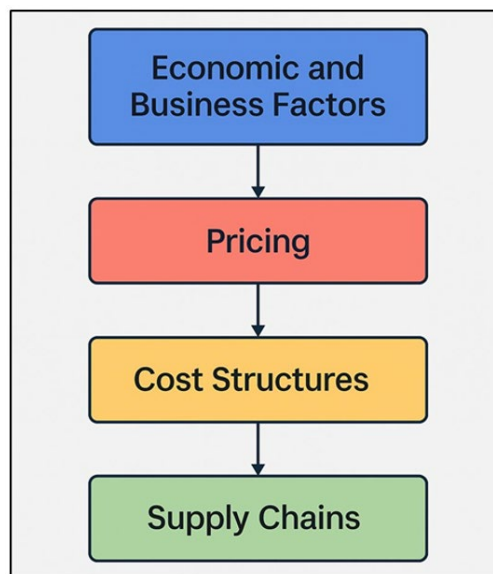 Economic and
Business Factors
Pricing
Cost Structures
Supply Chains